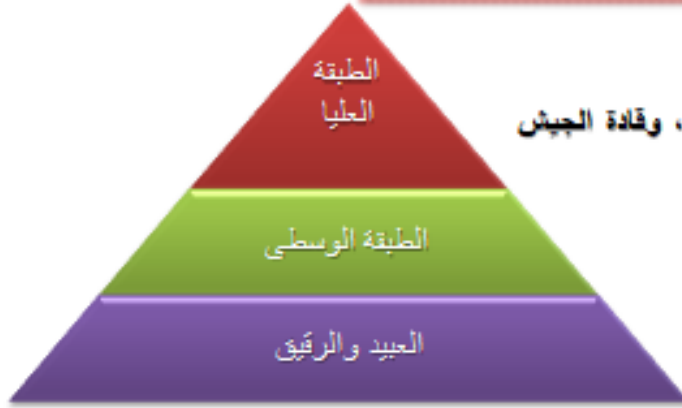 الطبقة
العليا
، وقادة الجيش
الطبقة الوسطى
العبيد والرقيق